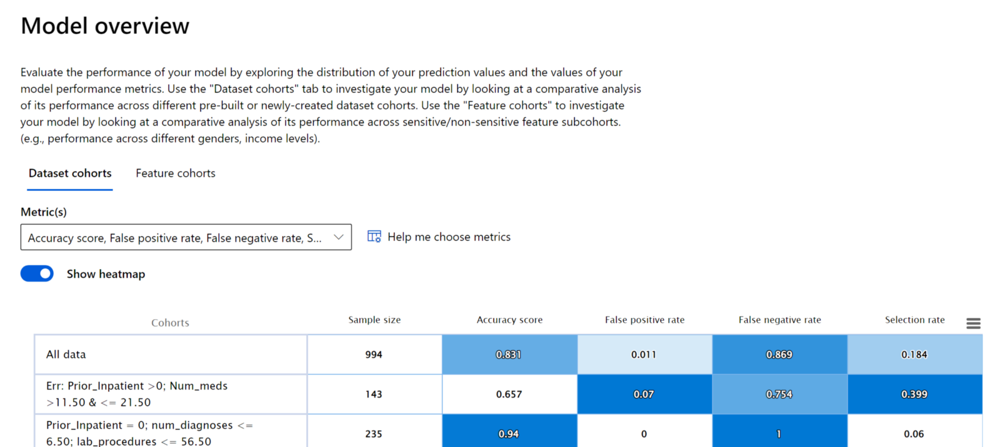 Model overview
Evaluate the performance of your model by exploring the distribution of your prediction values and the values of your
model performance metrics. Use the "Dataset cohorts" tab to investigate your model by looking at a comparative analysis
of its performance across different pre-built or newly-created dataset cohorts. Use the "Feature cohorts" to investigate
your model by looking at a comparative analysis of its performance across sensitive/non-sensitive feature subcohorts.
(e.g., performance across different genders, income levels).
Dataset cohorts Feature cohorts
Metric(s)
Accuracy score, False positive rate, False negative rate, S... Help me choose metrics
Show heatmap
Cohorts Sample size Accuracy score False positive rate False negative rate Selection rate
All data 994 0.831 0.011 0.869 0.184
Err: Prior_Inpatient >0; Num_meds
>11.50 & <= 21.50 143 0.657 0.07 0.754 0.399
Prior_Inpatient = 0; num_diagnoses <=
6.50; lab_procedures <= 56.50 235 0.94 0 1 0.06